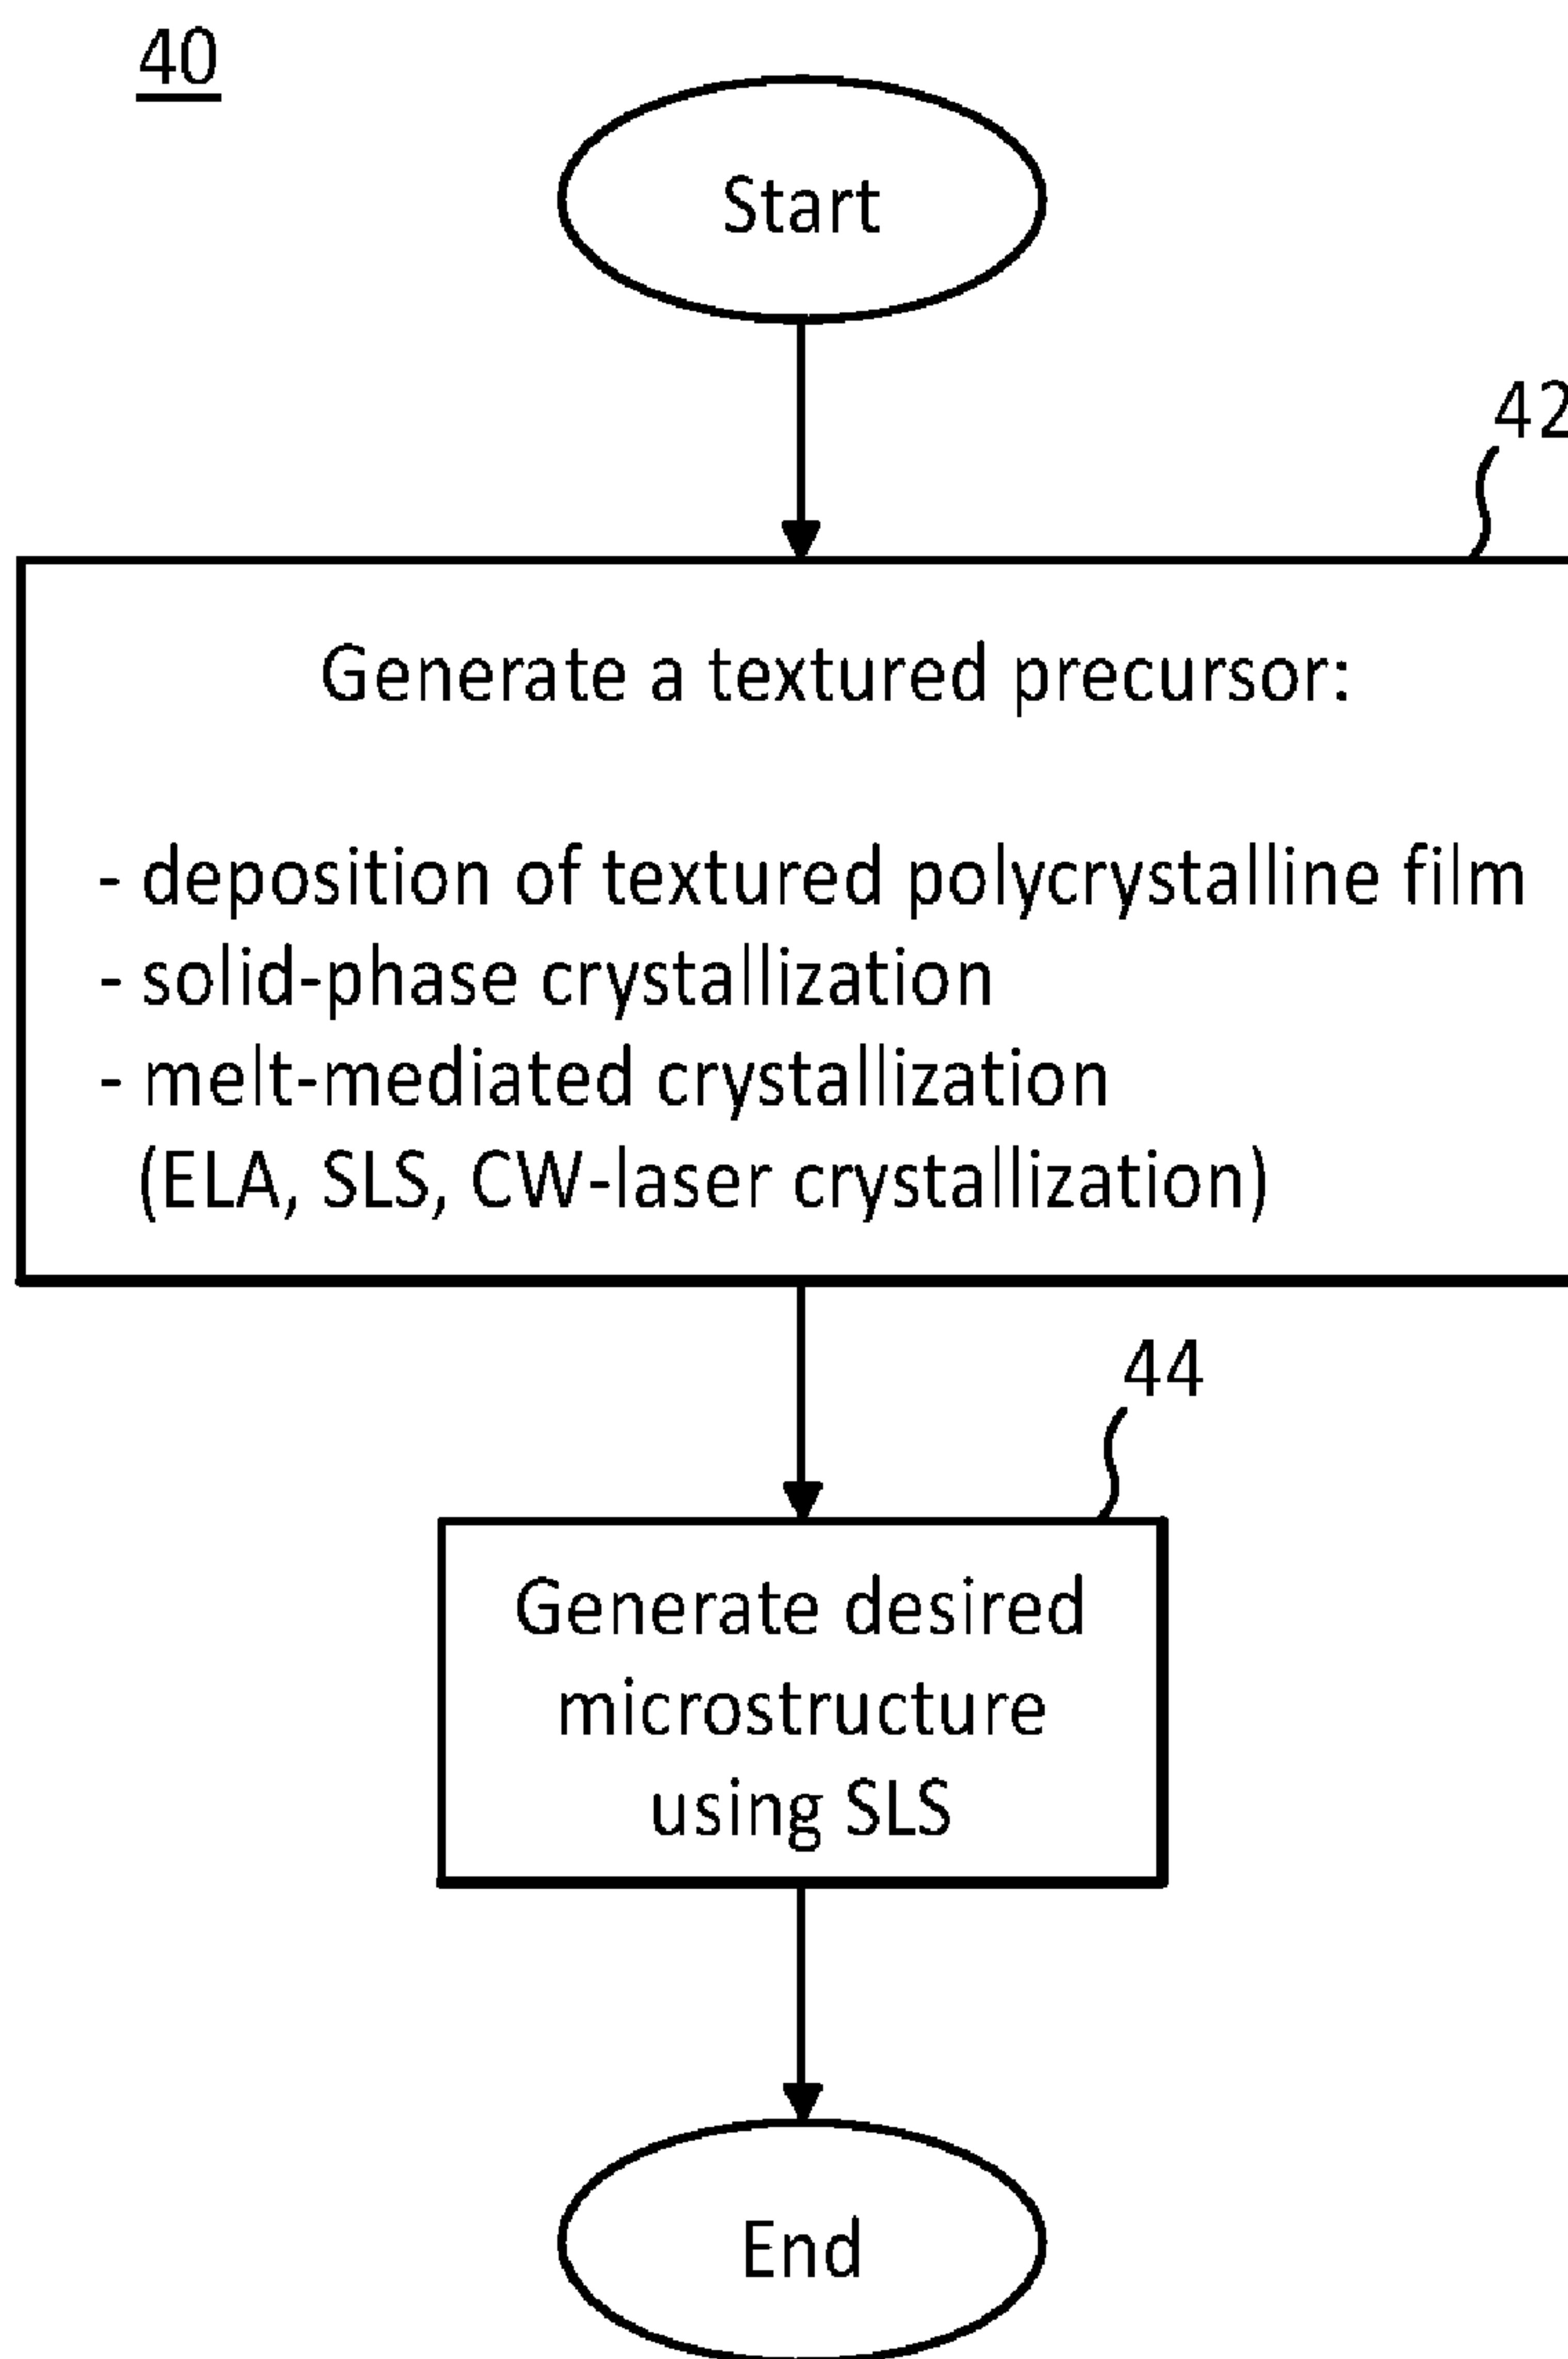 40
Start
42
Generate a textured precursor:
- deposition of textured polycrystalline film
- solid-phase crystallization
- melt-mediated crystallization
(ELA, SLS, CW-laser crystallization)
44
Generate desired
microstructure
using SLS
End